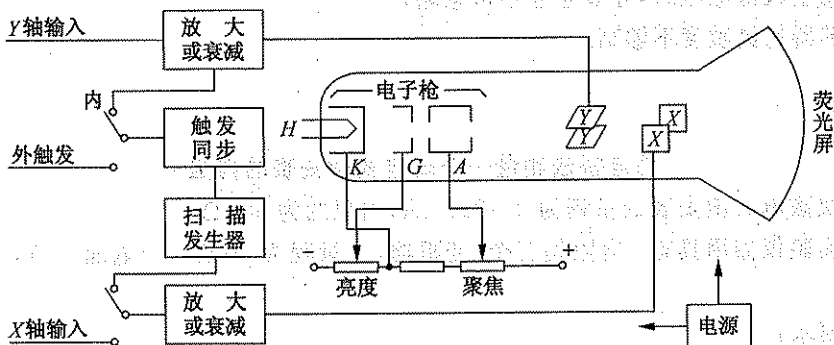 Y轴输入
放 大
或衰减
内
外触发
触发
同步
扫 描
发生器
X轴输入
放 大
或衰减
电子枪
H
K
G
A
Y
Y
X
X
荧光屏
−
+
亮度
聚焦
电源